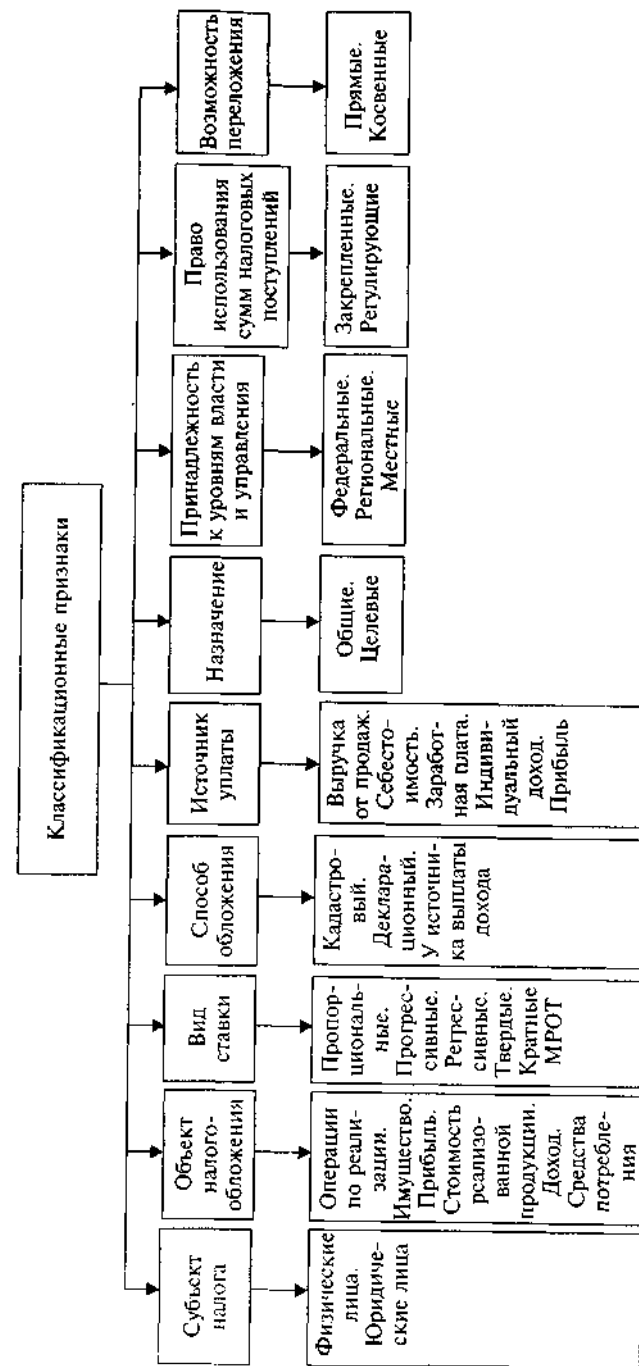 Классификационные признаки
Субъект
налога
Объект
налого-
обложения
Вид
ставки
Способ
обложения
Источник
уплаты
Назначение
Принадлежность
к уровням власти
и управления
Право
использования
сумм налоговых
поступлений
Возможность
переложения
Физические
лица.
Юридиче-
ские лица
Операции
по реали-
зации.
Имущество.
Прибыль.
Стоимость
реализо-
ванной
продукции.
Доход.
Средства
потребле-
ния
Пропор-
циональ-
ные.
Прогрес-
сивные.
Регрес-
сивные.
Твердые.
Кратные
МРОТ
Кадастро-
вый.
Деклара-
ционный.
У источни-
ка выплаты
дохода
Выручка
от продаж.
Себесто-
имость.
Заработ-
ная плата.
Индиви-
дуальный
доход.
Прибыль
Общие.
Целевые
Федеральные.
Региональные.
Местные
Закрепленные.
Регулирующие
Прямые.
Косвенные